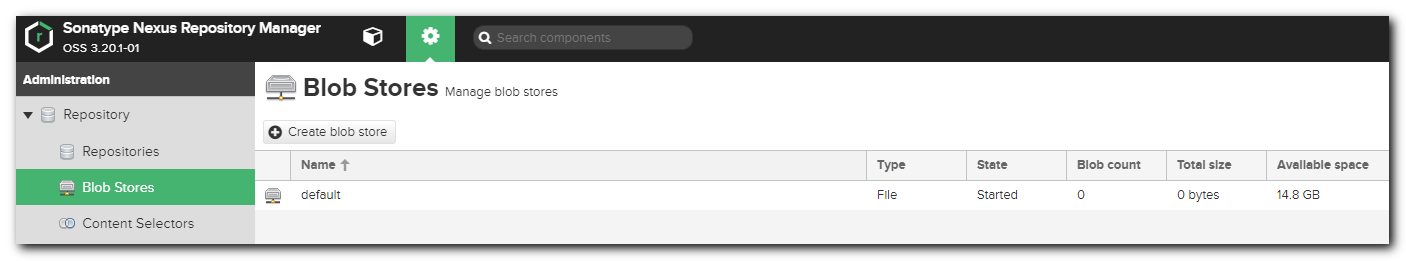 Sonatype Nexus Repository Manager
OSS 3.20.1-01
Search components
Administration
Repository
Repositories
Blob Stores
Content Selectors
Blob Stores Manage blob stores
Create blob store
Name Type State Blob count Total size Available space
default File Started 0 0 bytes 14.8 GB